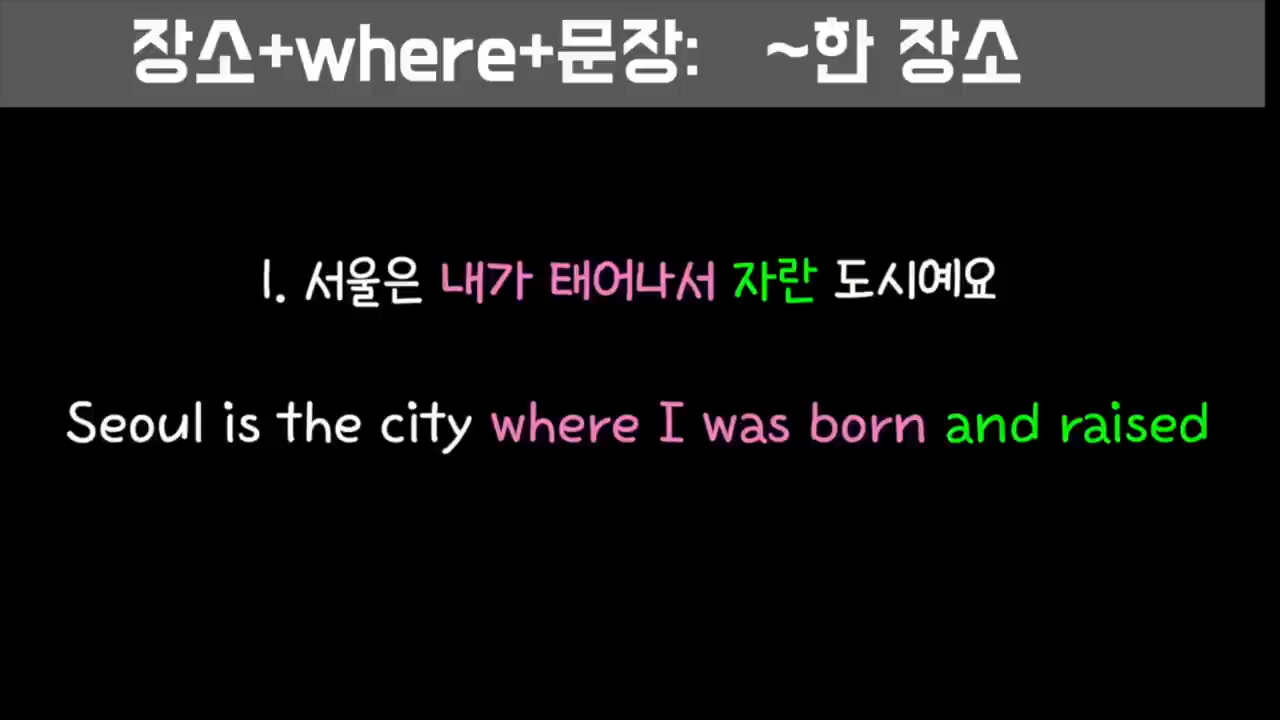 장소+where+문장: ~한 장소
1. 서울은 내가 태어나서 자란 도시예요
Seoul is the city where I was born and raised